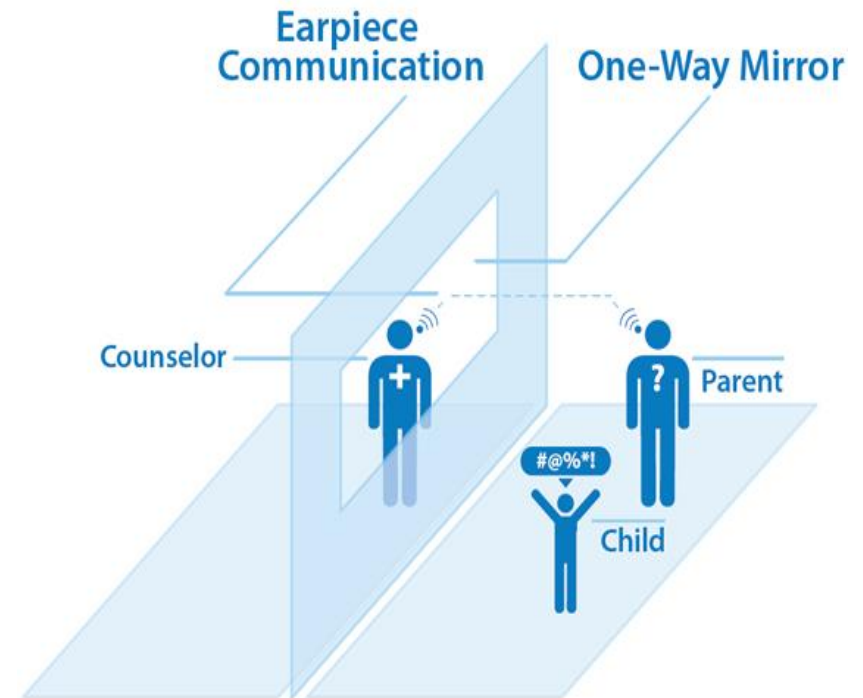 Earpiece
Communication
One-Way Mirror
Counselor
+
?
Parent
#@%*!
Child